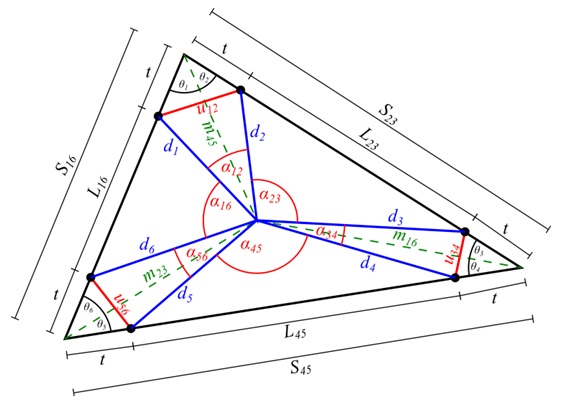 t
t
S₂₃
t
θ₁
θ₂
L₂₃
u₁₂
m₄₅
d₂
S₁₆
d₁
L₁₆
α₁₂
α₂₃
t
α₁₆
d₃
α₃₄
m₁₆
u₃₄
θ₃
θ₄
d₆
α₅₆
α₄₅
d₄
m₂₃
d₅
t
u₅₆
θ₆
θ₅
t
L₄₅
t
S₄₅